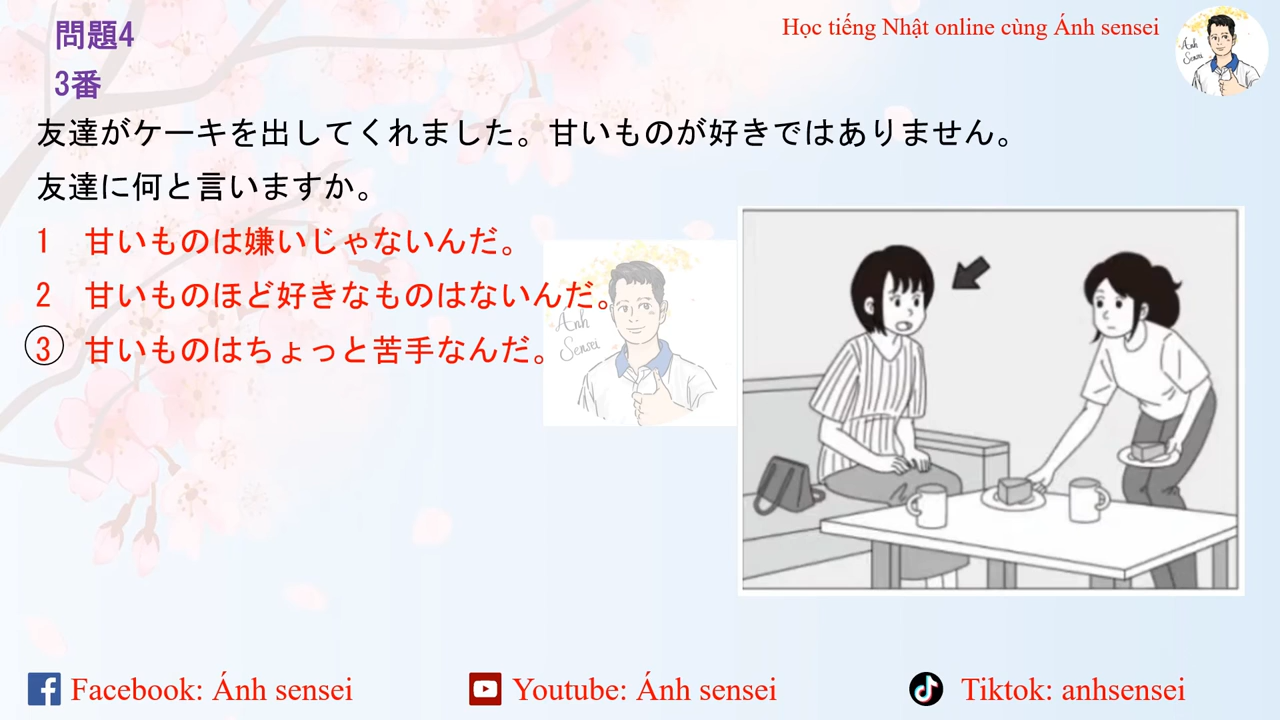 問題4
Học tiếng Nhật online cùng Ánh sensei
Ánh
Sensei
3番
友達がケーキを出してくれました。甘いものが好きではありません。
友達に何と言いますか。
1 甘いものは嫌いじゃないんだ。
2 甘いものほど好きなものはないんだ。
3 甘いものはちょっと苦手なんだ。
Ánh
Sensei
Facebook: Ánh sensei
Youtube: Ánh sensei
Tiktok: anhsensei